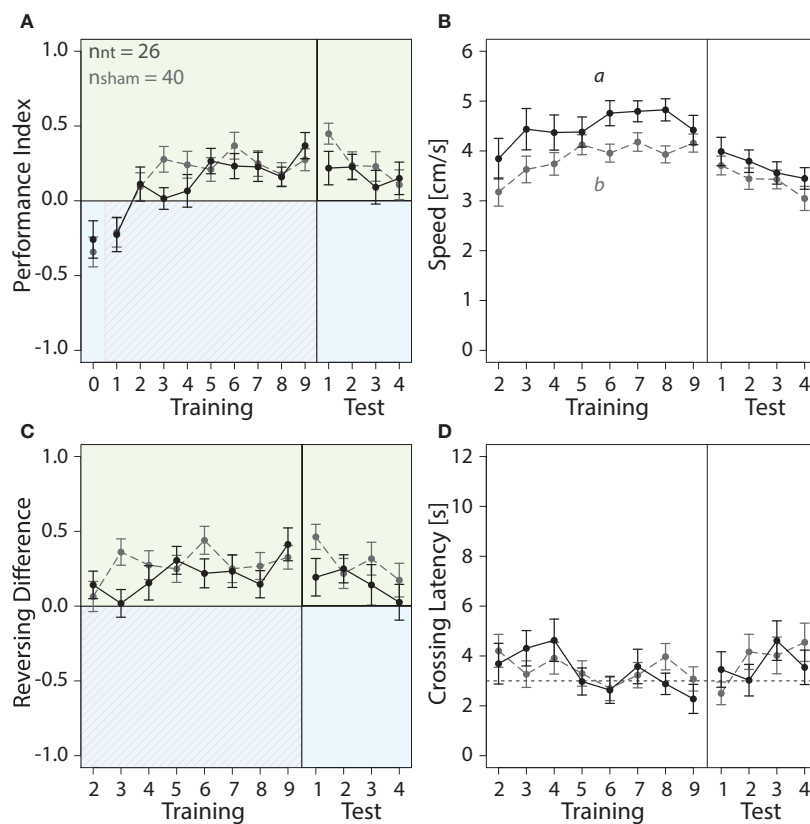 A
Performance Index
1.0
0.5
0.0
-0.5
-1.0
nnt = 26
nsham = 40
0 1 2 3 4 5 6 7 8 9 1 2 3 4
Training Test
B
Speed [cm/s]
6
5
4
3
2
1
0
a
b
2 3 4 5 6 7 8 9 1 2 3 4
Training Test
C
Reversing Difference
1.0
0.5
0.0
-0.5
-1.0
2 3 4 5 6 7 8 9 1 2 3 4
Training Test
D
Crossing Latency [s]
12
10
8
6
4
2
0
2 3 4 5 6 7 8 9 1 2 3 4
Training Test